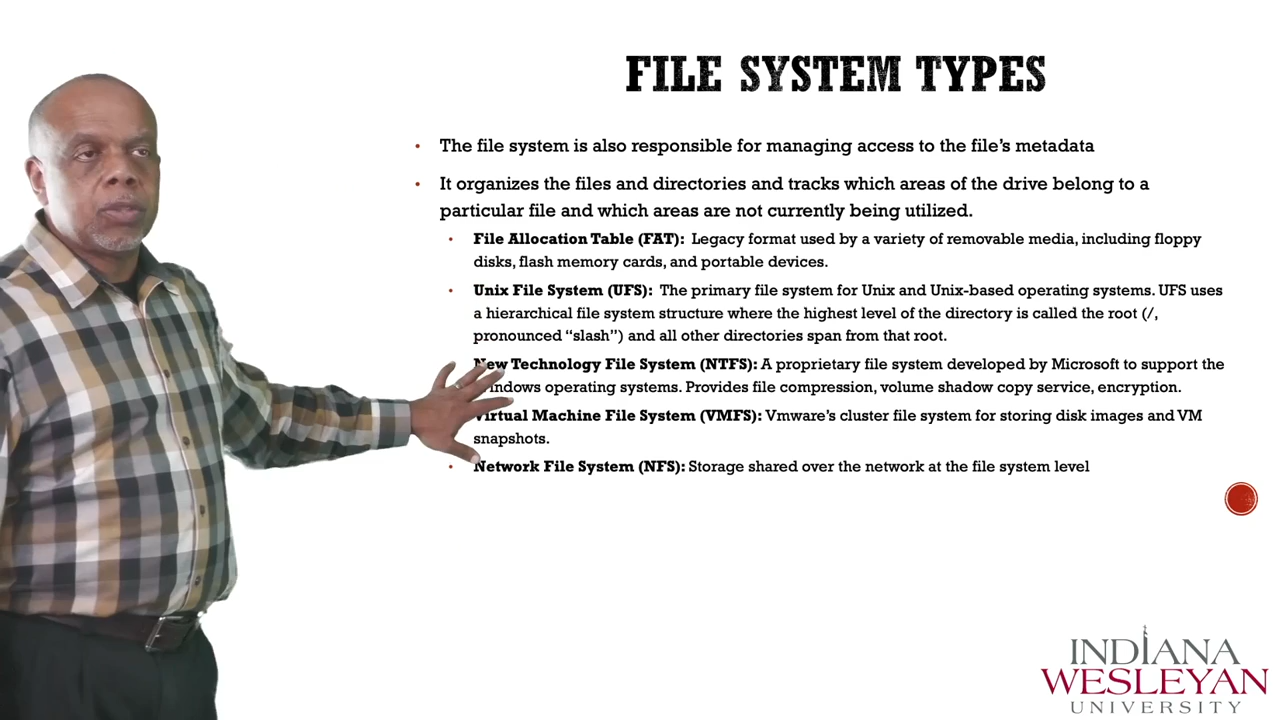 FILE SYSTEM TYPES
• The file system is also responsible for managing access to the file's metadata
• It organizes the files and directories and tracks which areas of the drive belong to a
particular file and which areas are not currently being utilized.
• File Allocation Table (FAT): Legacy format used by a variety of removable media, including floppy
disks, flash memory cards, and portable devices.
• Unix File System (UFS): The primary file system for Unix and Unix-based operating systems. UFS uses
a hierarchical file system structure where the highest level of the directory is called the root (/,
pronounced “slash”) and all other directories span from that root.
New Technology File System (NTFS): A proprietary file system developed by Microsoft to support the
Windows operating systems. Provides file compression, volume shadow copy service, encryption.
Virtual Machine File System (VMFS): Vmware's cluster file system for storing disk images and VM
snapshots.
• Network File System (NFS): Storage shared over the network at the file system level
INDIANA
WESLEYAN
UNIVERSITY